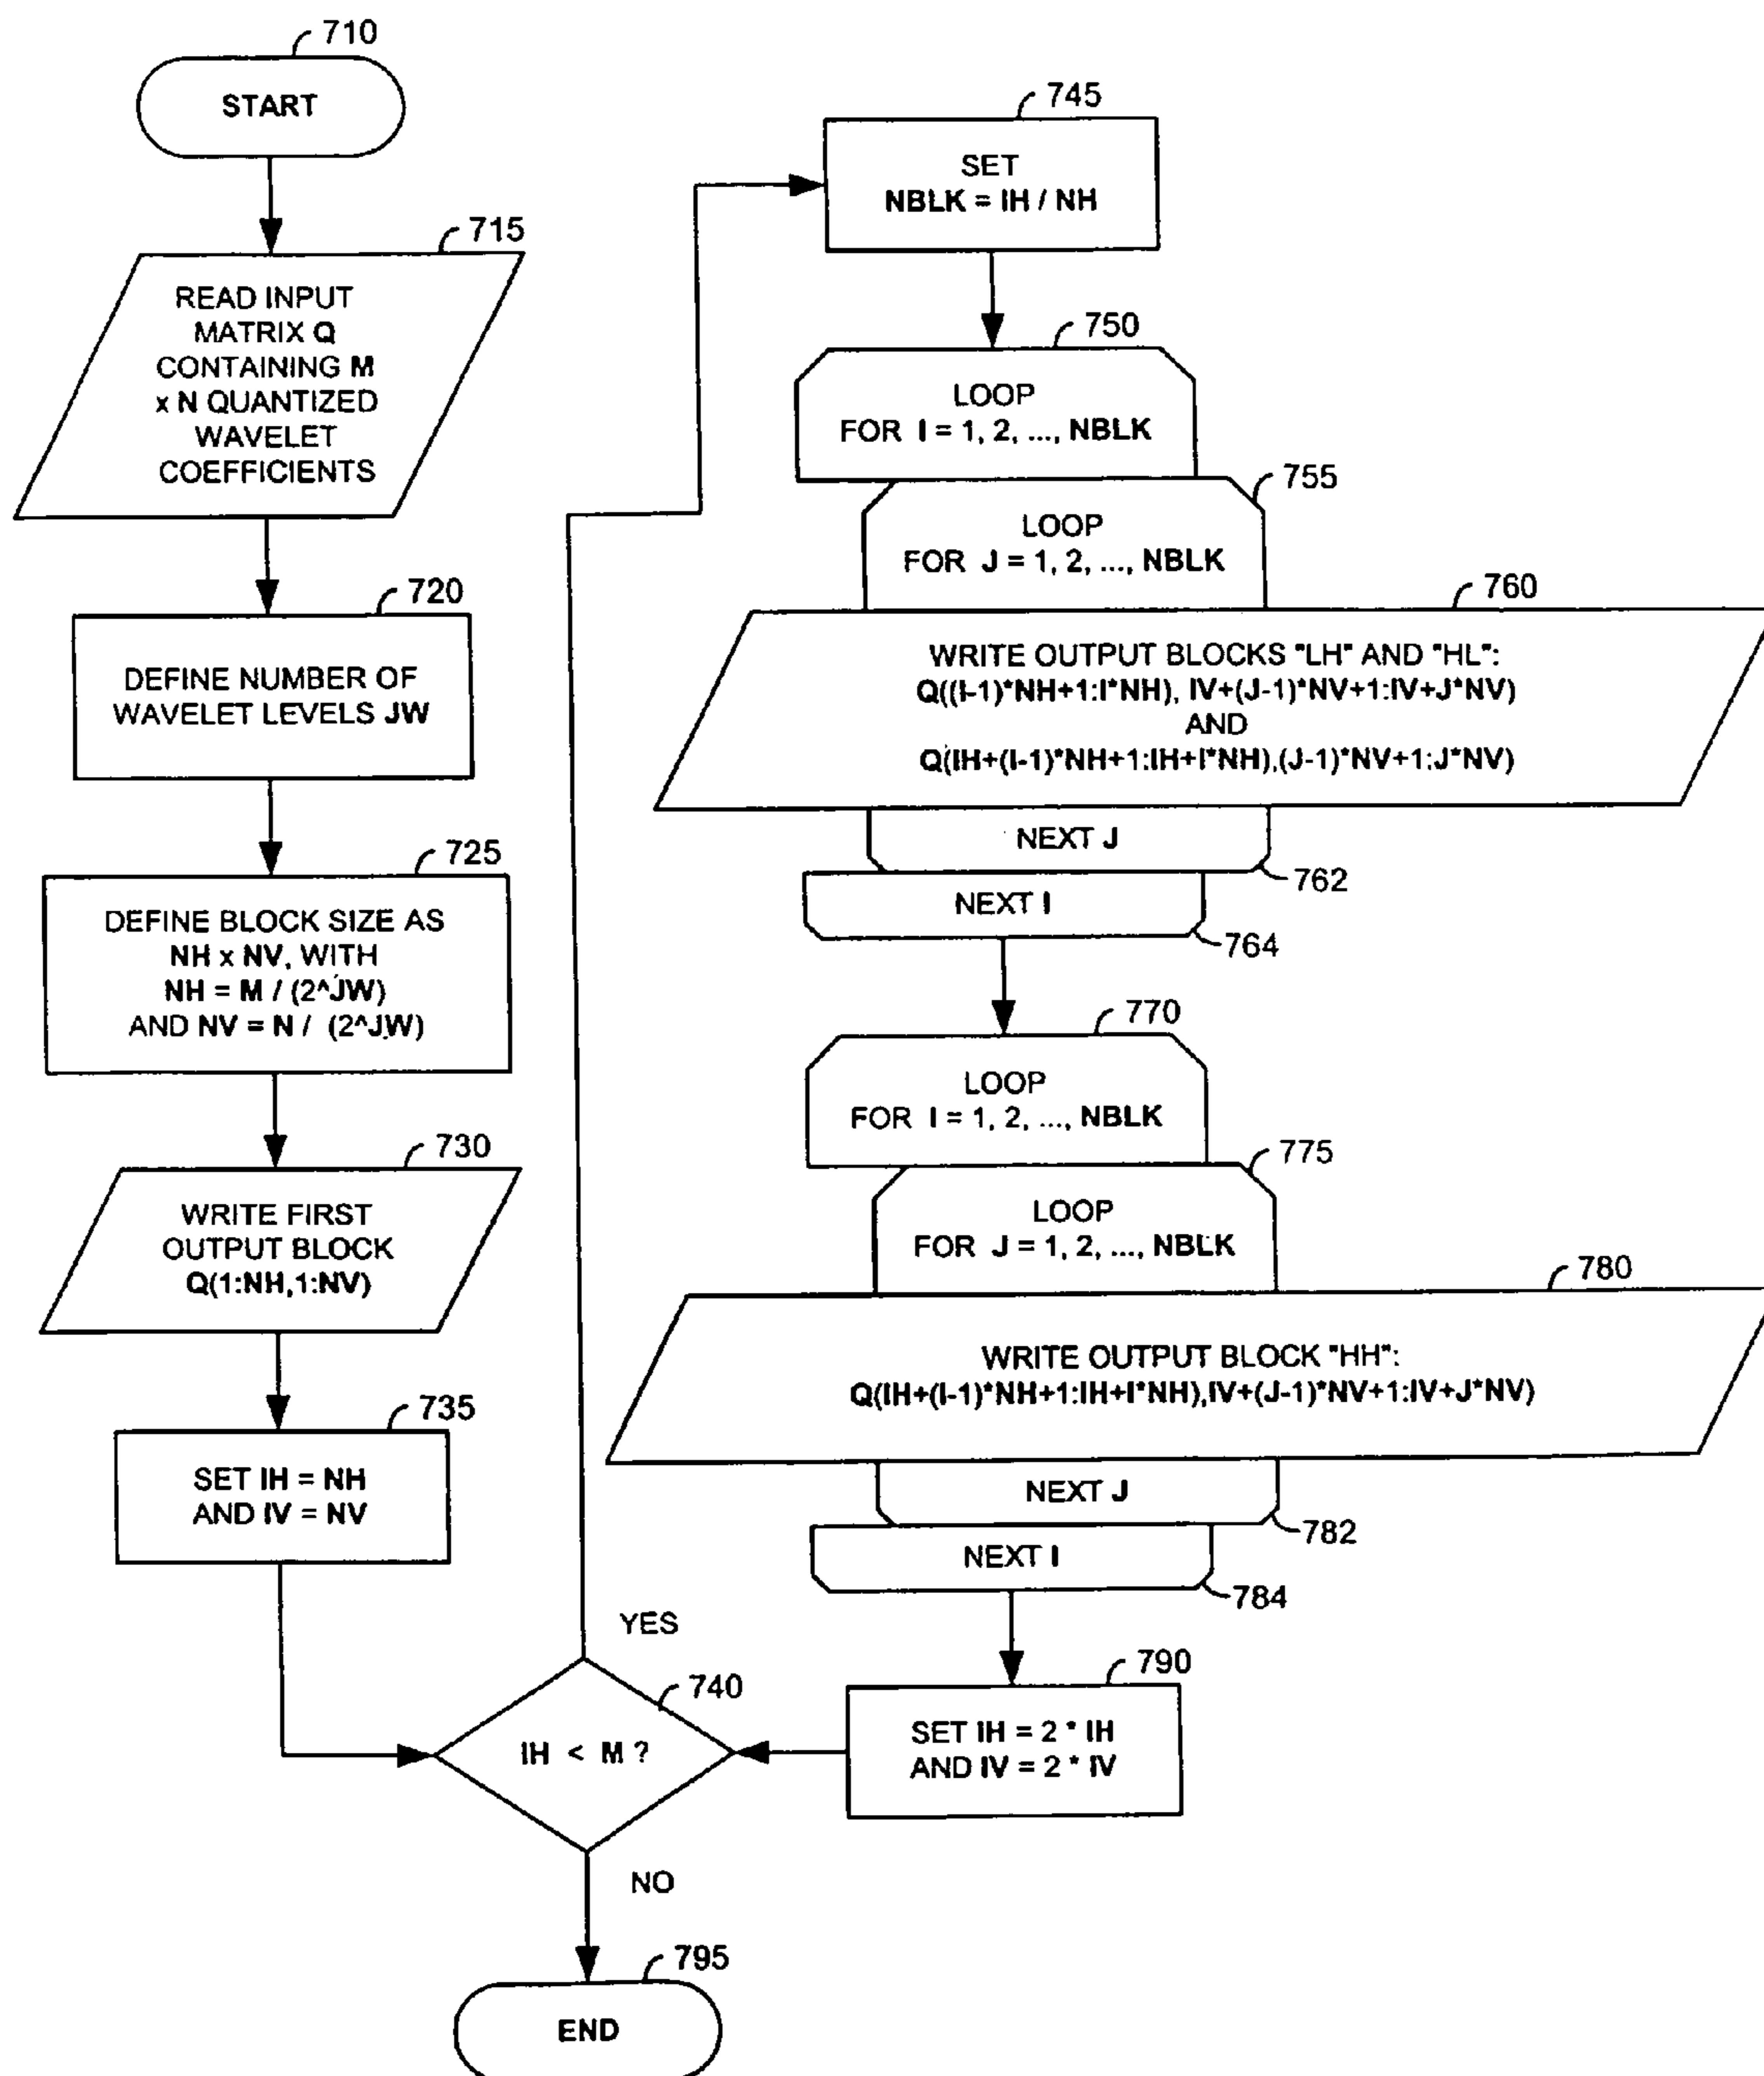 710
START
715
READ INPUT
MATRIX Q
CONTAINING M
x N QUANTIZED
WAVELET
COEFFICIENTS
720
DEFINE NUMBER OF
WAVELET LEVELS JW
725
DEFINE BLOCK SIZE AS
NH x NV, WITH
NH = M / (2^JW)
AND NV = N / (2^JW)
730
WRITE FIRST
OUTPUT BLOCK
Q(1:NH,1:NV)
735
SET IH = NH
AND IV = NV
YES
740
IH < M ?
NO
795
END
745
SET
NBLK = IH / NH
750
LOOP
FOR I = 1, 2, ..., NBLK
755
LOOP
FOR J = 1, 2, ..., NBLK
760
WRITE OUTPUT BLOCKS "LH" AND "HL":
Q((I-1)*NH+1:I*NH), IV+(J-1)*NV+1:IV+J*NV)
AND
Q(IH+(I-1)*NH+1:IH+I*NH),(J-1)*NV+1:J*NV)
NEXT J
762
NEXT I
764
770
LOOP
FOR I = 1, 2, ..., NBLK
775
LOOP
FOR J = 1, 2, ..., NBLK
780
WRITE OUTPUT BLOCK "HH":
Q(IH+(I-1)*NH+1:IH+I*NH),IV+(J-1)*NV+1:IV+J*NV)
NEXT J
782
NEXT I
784
790
SET IH = 2 * IH
AND IV = 2 * IV